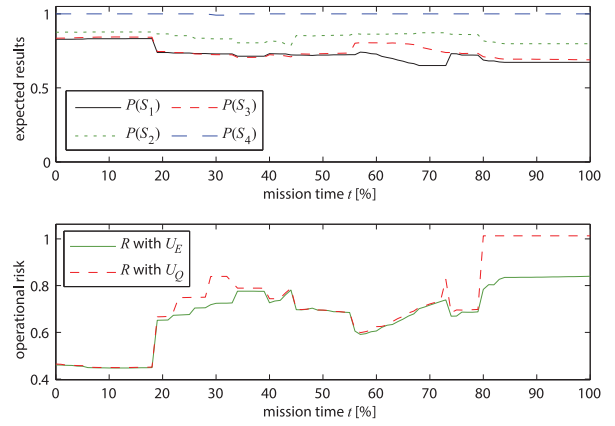 expected results
1
0.5
0
P(S1) P(S3)
P(S2) P(S4)
0 10 20 30 40 50 60 70 80 90 100
mission time t [%]
operational risk
1
0.8
0.6
0.4
R with UE
R with UQ
0 10 20 30 40 50 60 70 80 90 100
mission time t [%]